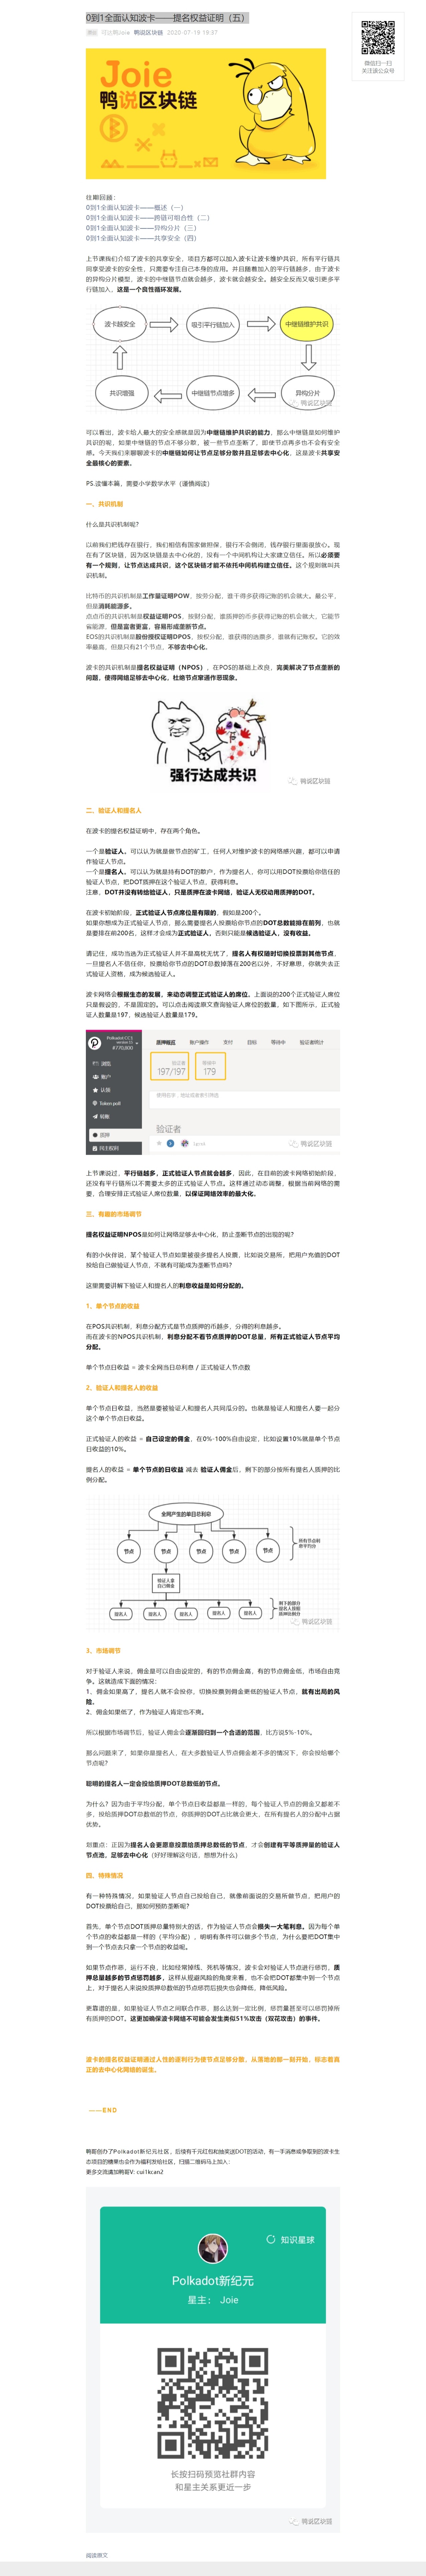 0到1全面认知波卡——提名权益证明（五）
原创 鸭说区块链 2020-07-16 19:37
微信扫一扫
关注该公众号
Joie
鸭说区块链
往期回顾：
0到1全面认知波卡——概述（一）
0到1全面认知波卡——跨链可组合性（二）
0到1全面认知波卡——异构分片（三）
0到1全面认知波卡——共享安全（四）
上节课我们介绍了波卡的共享安全，项目方都可以加入波卡让波卡维护共识，所有平行链共
同享受波卡的安全性，只需要专注自己本身的应用。并且随着加入的平行链越多，由于波卡
的异构分片模型，波卡的中继链节点就会越多，波卡就会越安全。越安全反而又吸引更多平
行链加入，这是一个良性循环发展。
波卡越安全
吸引平行链加入
中继链维护共识
共识增强
中继链节点增多
异构分片
鸭说区块链
可以看出，波卡给人最大的安全感就是因为中继链维护共识的能力，那么中继链是如何维护
共识的呢，如果中继链的节点不够分散，被一些节点垄断了，即使节点再多也不会有安全
感。今天我们来聊聊波卡的中继链如何让节点足够分散并且足够去中心化，这是波卡共享安
全最核心的要素。
PS.读懂本篇，需要小学数学水平（谨慎阅读）
一、共识机制
什么是共识机制呢？
以前我们把钱存在银行，我们相信有国家做担保，银行不会倒闭，钱存银行里面很放心。现
在有了区块链，因为区块链是去中心化的，没有一个中间机构让大家建立信任。所以必须要
有一个规则，让节点达成共识，这个区块链才能不依托中间机构建立信任。这个规则就叫共
识机制。
比特币的共识机制是工作量证明POW，按劳分配，谁干得多获得记账的机会就大。最公平，
但是消耗能源多。
点点币的共识机制是权益证明POS，按财分配，谁质押的币多获得记账的机会就大，它能节
省能源，但是富者更富，容易形成垄断节点。
EOS的共识机制是股份授权证明DPOS，按权分配，谁获得的选票多，谁就有记账权。它的效
率最高，但是只有21个节点，不够去中心化。
波卡的共识机制是提名权益证明（NPOS），在POS的基础上改良，完美解决了节点垄断的
问题，使得网络足够去中心化，杜绝节点串通作恶现象。
强行达成共识
鸭说区块链
二、验证人和提名人
在波卡的提名权益证明中，存在两个角色。
一个是验证人，可以认为就是做节点的矿工，任何人对维护波卡的网络感兴趣，都可以申请
作验证人节点。
一个是提名人，可以认为就是持有DOT的散户，作为提名人，你可以用DOT投票给你信任的
验证人节点，把DOT质押在这个验证人节点，获得利息。
注意，DOT并没有转给验证人，只是质押在波卡网络，验证人无权动用质押的DOT。
在波卡初始阶段，正式验证人节点席位是有限的，假如是200个。
如果你想成为正式验证人节点，那么需要提名人投票给你节点的DOT总数能排在前列，也就
是要排在前200名，这样才会成为正式验证人，否则只能是候选验证人，没有收益。
请记住，成功当选为正式验证人并不是高枕无忧了，提名人有权随时切换投票到其他节点，
一旦提名人不信任你，投票给你节点的DOT总数掉落在200名以外，不好意思，你就失去正
式验证人资格，成为候选验证人。
波卡网络会根据生态的发展，来动态调整正式验证人的席位。上面说的200个正式验证人席位
只是假设的，不是固定的。可以点击阅读原文查询验证人席位的数量，如下图所示，正式验
证人数量是197，候选验证人数量是179。
Polkadot CC1
#770,800
浏览
账户
认领
Token poll
转账
质押
民主权利
质押概况
账户操作
支付
目标
等待中
验证者统计
验证者
197/197
等待中
179
验证者
鸭说区块链
上节课说过，平行链越多，正式验证人节点就会越多，因此，在目前的波卡网络初始阶段，
还没有平行链所以不需要太多的正式验证人节点。这样通过动态调整，根据当前网络的需
要，合理安排正式验证人席位数量，以保证网络效率的最大化。
三、有趣的市场调节
提名权益证明NPOS是如何让网络足够去中心化，防止垄断节点的出现的呢？
有的小伙伴说，某个验证人节点如果被很多提名人投票，比如说交易所，把用户充值的DOT
投给自己做验证人节点，不就有可能成为垄断节点吗？
这里需要讲解下验证人和提名人的利息收益是如何分配的。
1、单个节点的收益
在POS共识机制，利息分配方式是节点质押的币越多，分得的利息越多。
而在波卡的NPOS共识机制，利息分配不看节点质押的DOT总量，所有正式验证人节点平均
分配。
单个节点日收益 = 波卡全网当日总利息 / 正式验证人节点数
2、验证人和提名人的收益
单个节点日收益，当然是要被验证人和提名人共同瓜分的。也就是验证人和提名人要一起分
这个单个节点日收益。
正式验证人的收益 = 自己设定的佣金，在0%-100%自由设定，比如设置10%就是单个节点
日收益的10%。
提名人的收益 = 单个节点的日收益 减去 验证人佣金后，剩下的部分按所有提名人质押的比
例分配。
全网产生的单日总利息
节点
节点
节点
节点
节点
所有节点利
息平均分
验证人拿
自己佣金
提名人
提名人
提名人
提名人
提名人
剩下的部分
提名人按质
押比例分
鸭说区块链
3、市场调节
对于验证人来说，佣金是可以自由设定的，有的节点佣金高，有的节点佣金低，市场自由竞
争。这就造成下面的情况：
1、佣金如果高了，提名人就不会投你，切换投票到佣金更低的验证人节点，就有出局的风
险。
2、佣金如果低了，作为验证人肯定也不爽。
所以根据市场调节后，验证人佣金会逐渐回归到一个合适的范围，比方说5%-10%。
那么问题来了，如果你是提名人，在大多数验证人节点佣金差不多的情况下，你会投给哪个
节点呢？
聪明的提名人一定会投给质押DOT总数低的节点。
为什么？因为由于平均分配，单个节点日收益都是一样的，每个验证人节点的佣金又都差不
多，投给质押DOT总数低的节点，你质押的DOT占比就会更大，在所有提名人的分配中占据
优势。
划重点：正因为提名人会更愿意投票给质押总数低的节点，才会创建有平等质押量的验证人
节点池，足够去中心化（好好理解这句话，想想为什么）
四、特殊情况
有一种特殊情况，如果验证人节点自己投给自己，就像前面说的交易所做节点，把用户的
DOT投票给自己，那如何预防垄断呢？
首先，单个节点DOT质押总量特别大的话，作为验证人节点会损失一大笔利息。因为每个单
个节点的收益都是一样的（平均分配），明明有条件可以做多个节点，为什么要把DOT集中
到一个节点去只拿一个节点的收益呢。
如果节点作恶，运行不良，比如经常掉线、死机等情况，波卡会对验证人节点进行惩罚，质
押总量越多的节点惩罚越多，这样从规避风险的角度来看，也不会把DOT都集中到一个节点
上，对于提名人来说投质押总数低的节点惩罚后损失也会降低，降低风险。
更靠谱的是，如果验证人节点之间联合作恶，那么达到一定比例，惩罚量甚至可以惩罚掉所
有质押的DOT。这更加确保波卡网络不可能会发生类似51%攻击（双花攻击）的事件。
波卡的提名权益证明通过人性的逐利行为使节点足够分散，从落地的那一刻开始，标志着真
正的去中心化网络的诞生。
——END
鸭哥创办了Polkadot新纪元社区，后续有千元红包和抽奖送DOT的活动，有一手消息或争取到的波卡生
态项目的糖果也会作为福利发给社区，扫描二维码马上加入：
更多交流请加鸭哥V: cui1kcan2
知识星球
Polkadot新纪元
星主： Joie
长按扫码预览社群内容
和星主关系更近一步
鸭说区块链
阅读原文